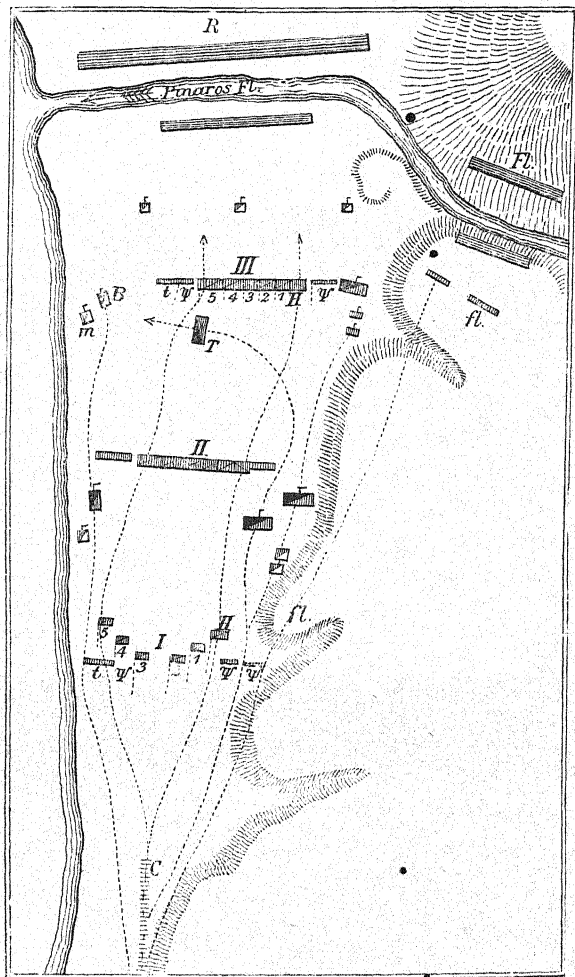 R
Pinaros Fl.
Fl.
III
t ψ 5 4 3 2 1 H ψ
B
m
T
fl.
II
fl.
5
4
I
H
3
1
t ψ ψ ψ
C